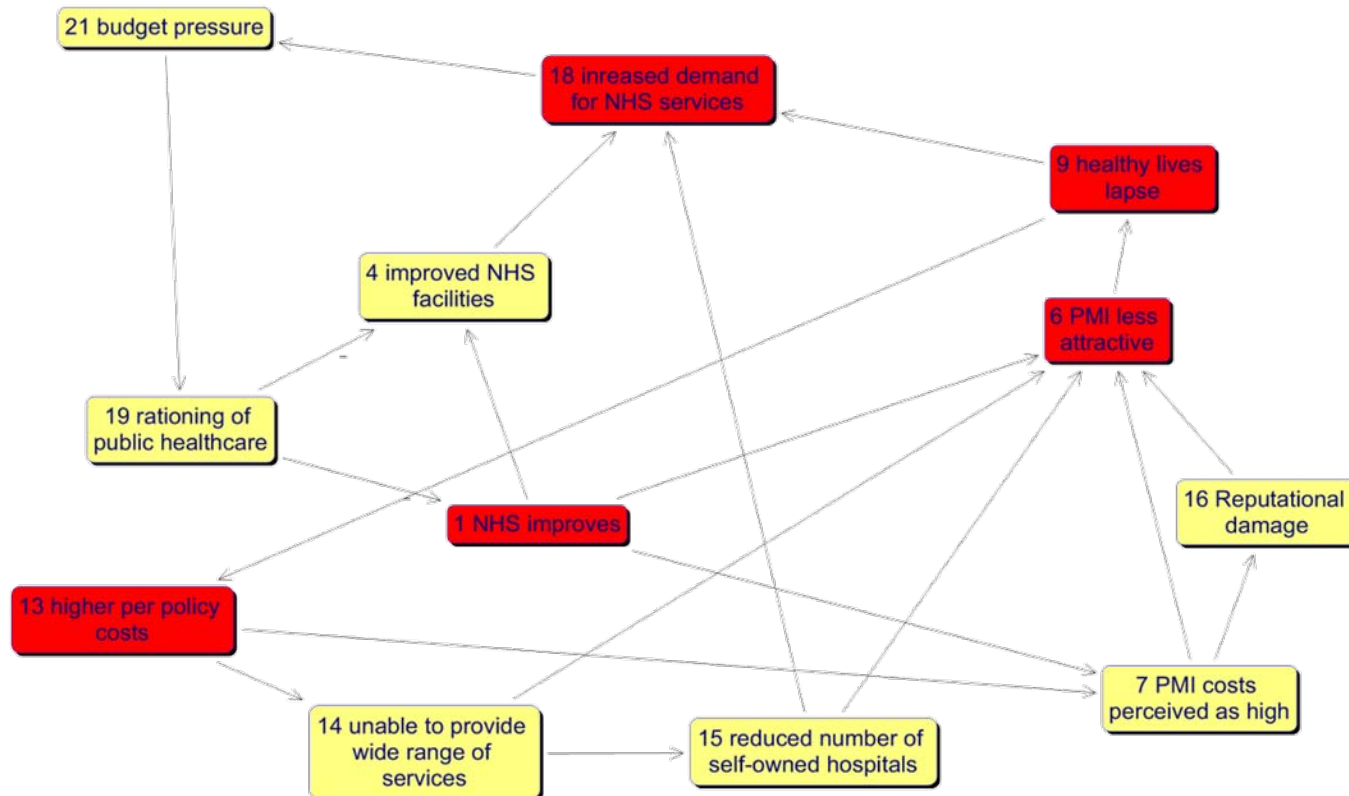 21 budget pressure
18 inreased demand
for NHS services
9 healthy lives
lapse
4 improved NHS
facilities
6 PMI less
attractive
-
19 rationing of
public healthcare
-
1 NHS improves
16 Reputational
damage
13 higher per policy
costs
7 PMI costs
perceived as high
14 unable to provide
wide range of
services
15 reduced number of
self-owned hospitals